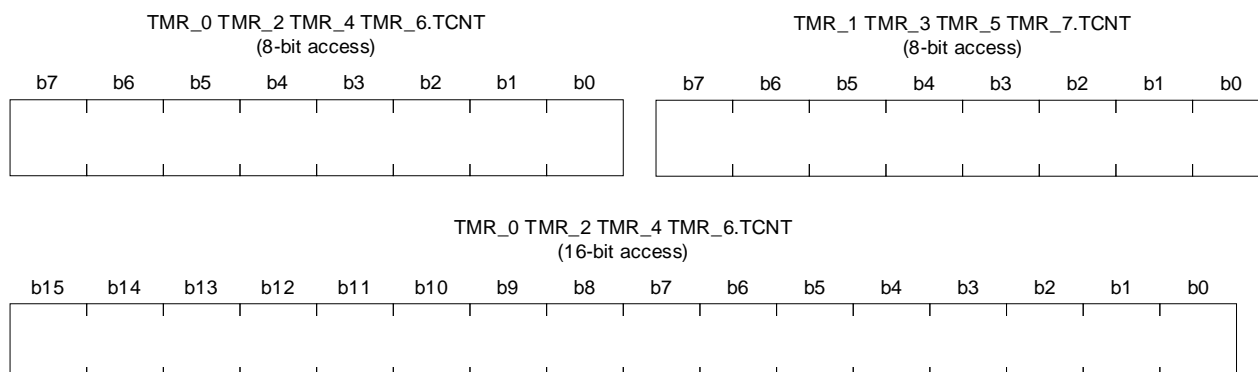 TMR_0 TMR_2 TMR_4 TMR_6.TCNT
(8-bit access)
b7 b6 b5 b4 b3 b2 b1 b0
TMR_1 TMR_3 TMR_5 TMR_7.TCNT
(8-bit access)
b7 b6 b5 b4 b3 b2 b1 b0
TMR_0 TMR_2 TMR_4 TMR_6.TCNT
(16-bit access)
b15 b14 b13 b12 b11 b10 b9 b8 b7 b6 b5 b4 b3 b2 b1 b0